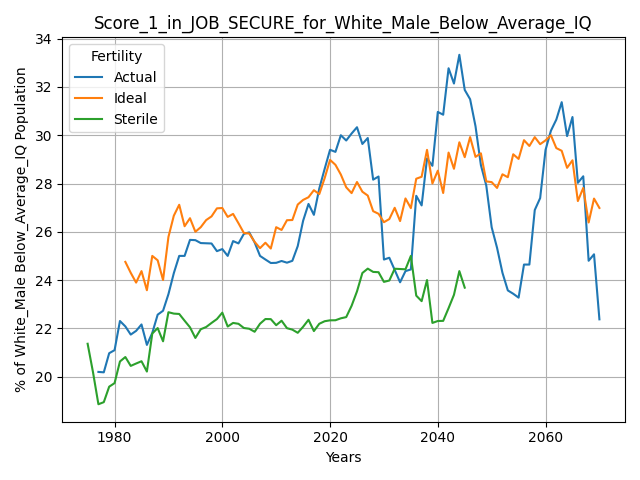 Score_1_in_JOB_SECURE_for_White_Male_Below_Average_IQ
% of White_Male Below_Average_IQ Population
34
32
30
28
26
24
22
20
Fertility
Actual
Ideal
Sterile
1980 2000 2020 2040 2060
Years